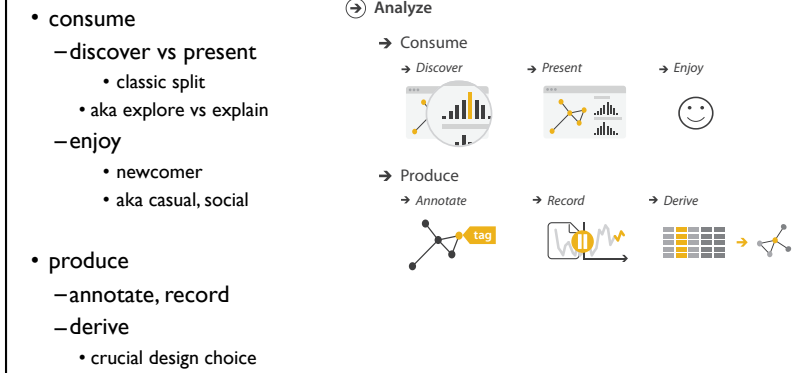 • consume
–discover vs present
• classic split
• aka explore vs explain
–enjoy
• newcomer
• aka casual, social
• produce
–annotate, record
–derive
• crucial design choice
Analyze
Consume
Discover
Present
Enjoy
Produce
Annotate
Record
Derive
tag